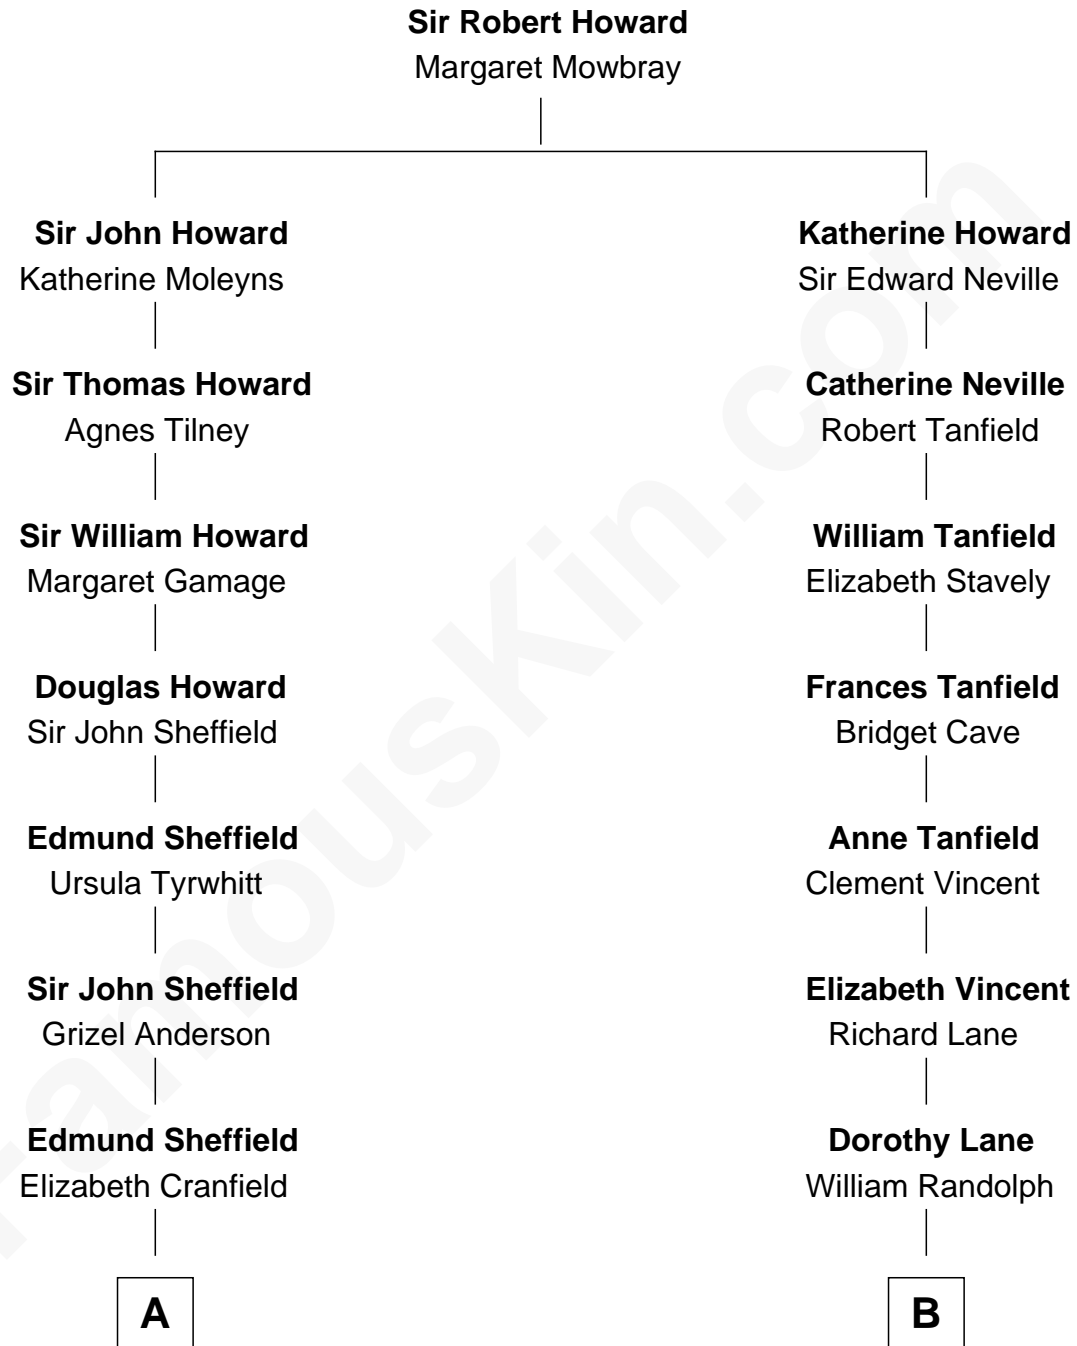 Sir Robert Howard
Margaret Mowbray
Sir John Howard
Katherine Moleyns
Katherine Howard
Sir Edward Neville
Sir Thomas Howard
Agnes Tilney
Catherine Neville
Robert Tanfield
Sir William Howard
Margaret Gamage
William Tanfield
Elizabeth Stavely
Douglas Howard
Sir John Sheffield
Frances Tanfield
Bridget Cave
Edmund Sheffield
Ursula Tyrwhitt
Anne Tanfield
Clement Vincent
Sir John Sheffield
Grizel Anderson
Elizabeth Vincent
Richard Lane
Edmund Sheffield
Elizabeth Cranfield
Dorothy Lane
William Randolph
A
B
FamousKin.com